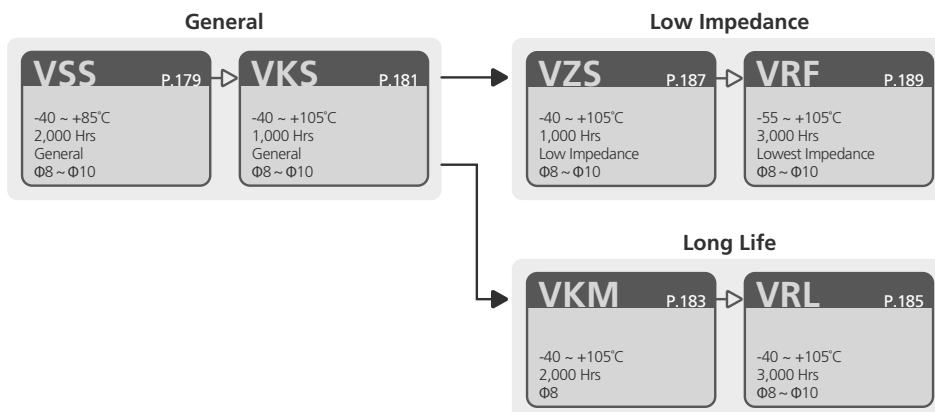 General
VSS P.179
-40 ~ +85℃
2,000 Hrs
General
Φ8 ~ Φ10
VKS P.181
-40 ~ +105℃
1,000 Hrs
General
Φ8 ~ Φ10
Low Impedance
VZS P.187
-40 ~ +105℃
1,000 Hrs
Low Impedance
Φ8 ~ Φ10
VRF P.189
-55 ~ +105℃
3,000 Hrs
Lowest Impedance
Φ8 ~ Φ10
Long Life
VKM P.183
-40 ~ +105℃
2,000 Hrs
Φ8
VRL P.185
-40 ~ +105℃
3,000 Hrs
Φ8 ~ Φ10